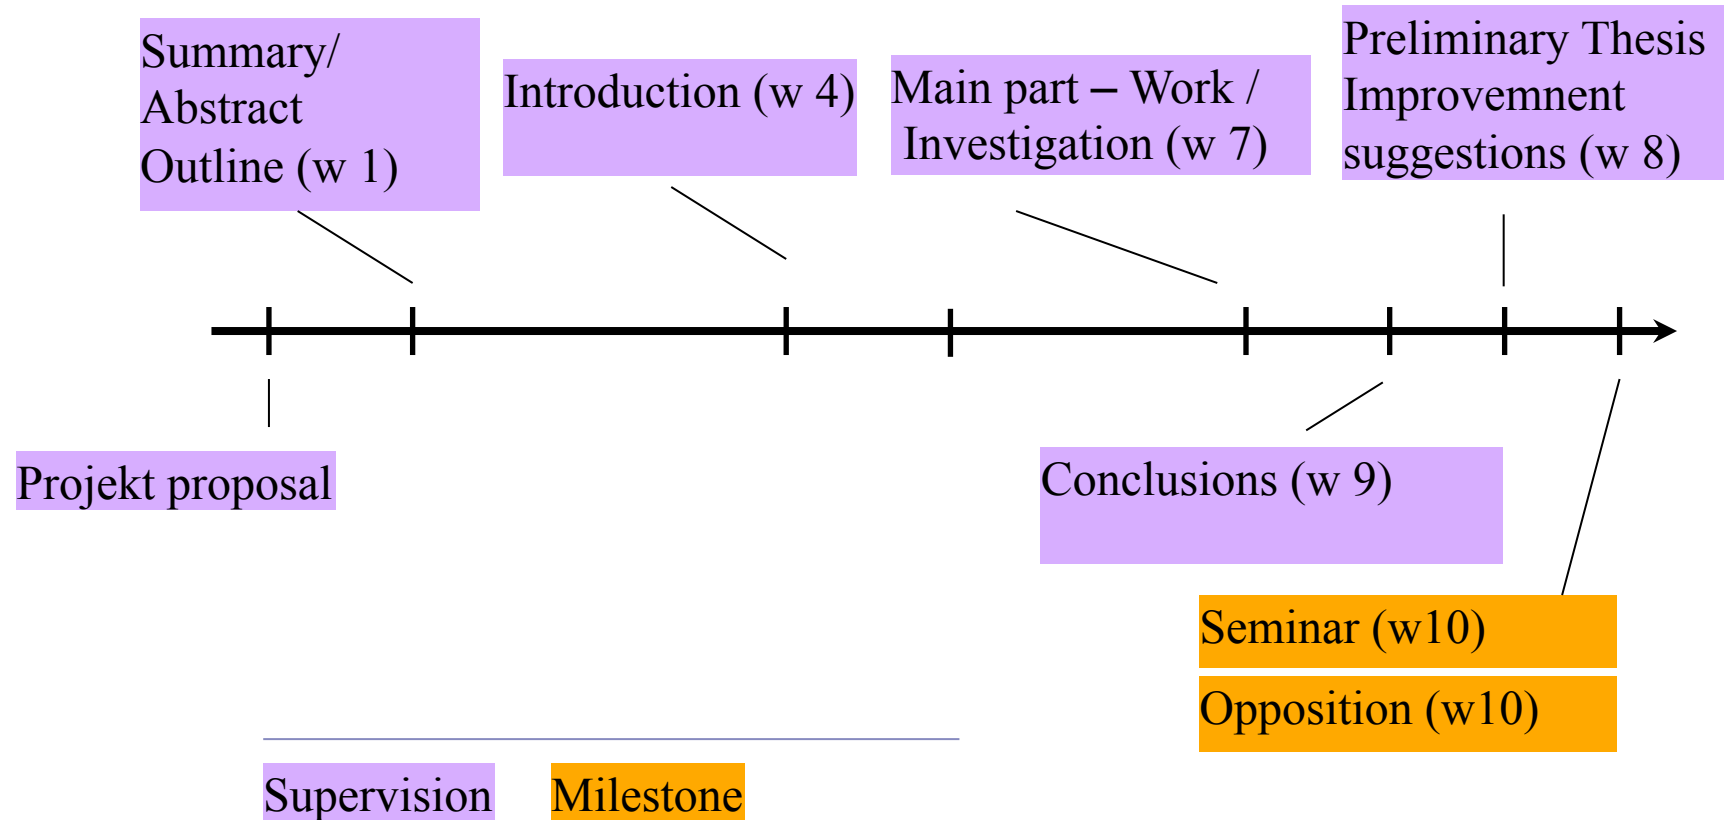 Summary/
Abstract
Outline (w 1)
Introduction (w 4)
Main part – Work /
Investigation (w 7)
Preliminary Thesis
Improvemnent
suggestions (w 8)
Projekt proposal
Conclusions (w 9)
Seminar (w10)
Opposition (w10)
Supervision
Milestone